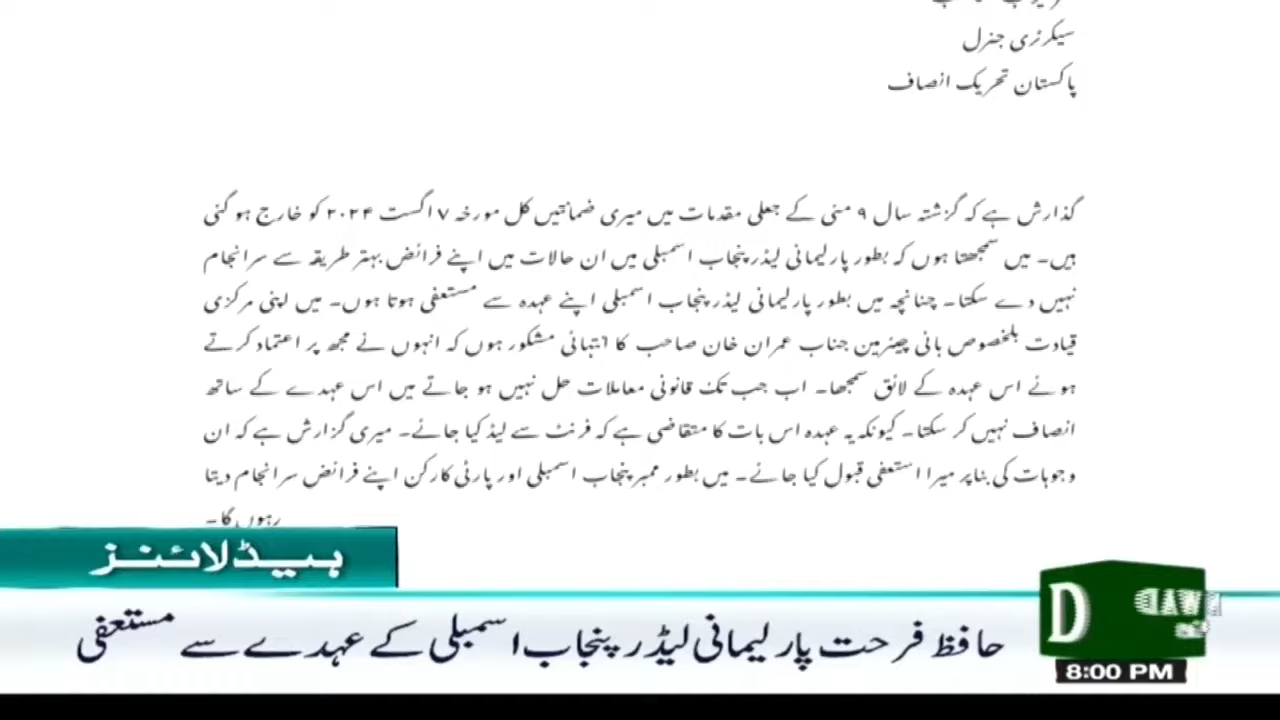 سیکرٹری جنرل
پاکستان تحریک انصاف
گذارش ہے کہ گزشتہ سال ۹ مئی کے جعلی مقدمات میں میری ضمانتیں کل مورخہ ۷ اگست ۲۰۲۴ کو خارج ہو گئی
ہیں۔ میں سمجھتا ہوں کہ بطور پارلیمانی لیڈر پنجاب اسمبلی میں ان حالات میں اپنے فرائض بہتر طریقہ سے سرانجام
نہیں دے سکتا۔ چنانچہ میں بطور پارلیمانی لیڈر پنجاب اسمبلی اپنے عہدہ سے مستعفی ہوتا ہوں۔ میں اپنی مرکزی
قیادت بلخصوص بانی چیئرمین جناب عمران خان صاحب کا انتہائی مشکور ہوں کہ انہوں نے مجھ پر اعتماد کرتے
ہوئے اس عہدہ کے لائق سمجھا۔ اب جب تک قانونی معاملات حل نہیں ہو جاتے میں اس عہدے کے ساتھ
انصاف نہیں کر سکتا۔ کیونکہ یہ عہدہ اس بات کا متقاضی ہے کہ فرنٹ سے لیڈ کیا جائے۔ میری گزارش ہے کہ ان
وجوہات کی بنا پر میرا استعفی قبول کیا جائے۔ میں بطور ممبر پنجاب اسمبلی اور پارٹی کارکن اپنے فرائض سرانجام دیتا
رہوں گا۔
ہیڈلائنز
حافظ فرحت پارلیمانی لیڈر پنجاب اسمبلی کے عہدے سے مستعفی
D
DAWN
8:00 PM